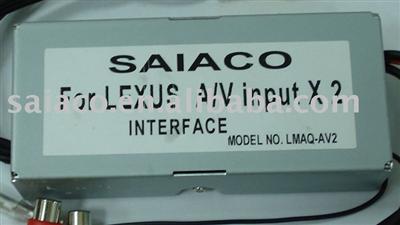 SAIACO
For LEXUS A/V Input X 2
INTERFACE
MODEL NO. LMAQ-AV2